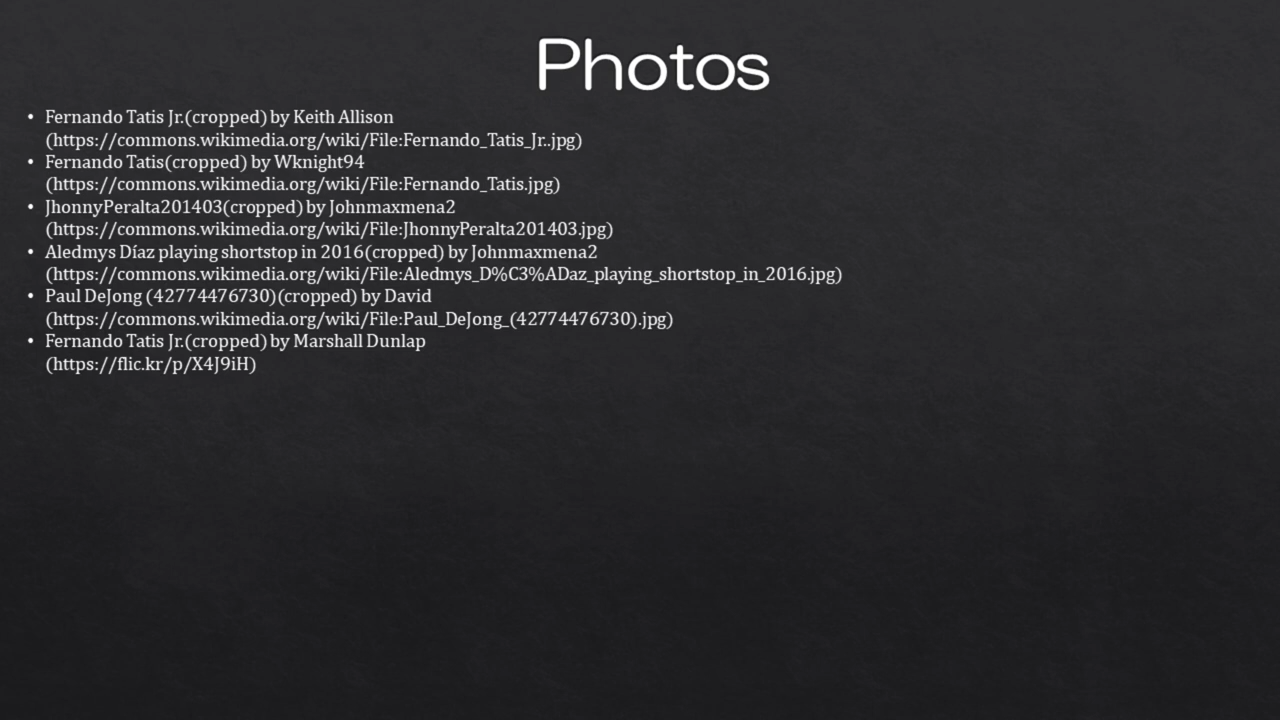 Photos
• Fernando Tatis Jr.(cropped) by Keith Allison
(https://commons.wikimedia.org/wiki/File:Fernando_Tatis_Jr..jpg)
• Fernando Tatis(cropped) by Wknight94
(https://commons.wikimedia.org/wiki/File:Fernando_Tatis.jpg)
• JhonnyPeralta201403(cropped) by Johnmaxmena2
(https://commons.wikimedia.org/wiki/File:JhonnyPeralta201403.jpg)
• Aledmys Díaz playing shortstop in 2016(cropped) by Johnmaxmena2
(https://commons.wikimedia.org/wiki/File:Aledmys_D%C3%ADaz_playing_shortstop_in_2016.jpg)
• Paul DeJong (42774476730)(cropped) by David
(https://commons.wikimedia.org/wiki/File:Paul_DeJong_(42774476730).jpg)
• Fernando Tatis Jr.(cropped) by Marshall Dunlap
(https://flic.kr/p/X4J9iH)